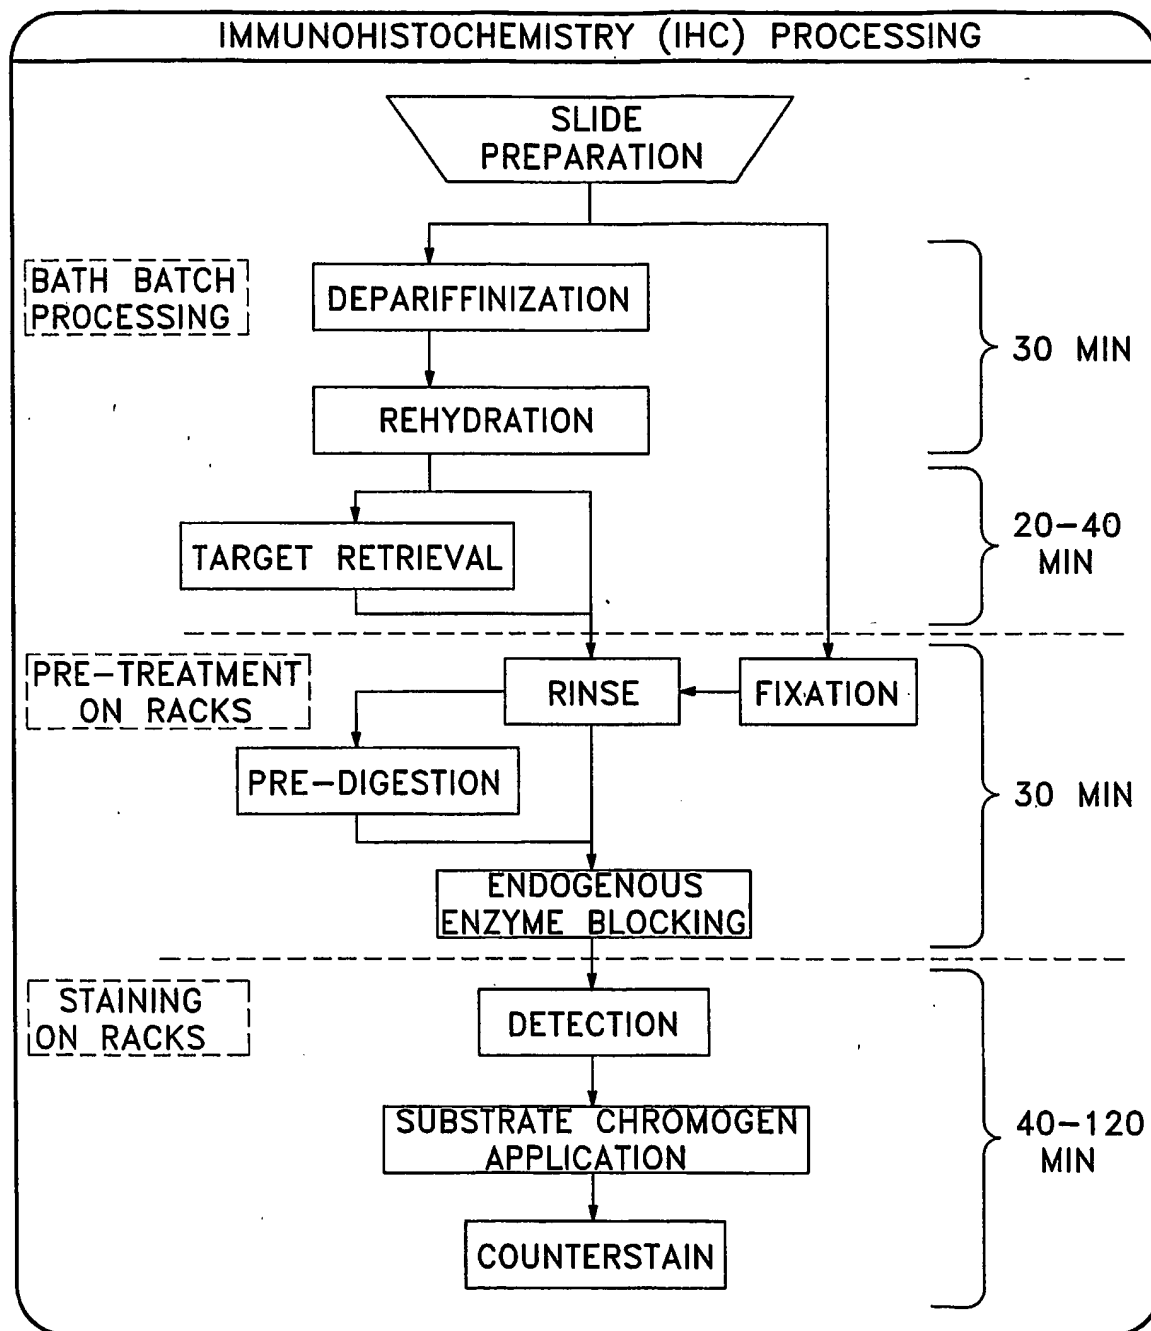 IMMUNOHISTOCHEMISTRY (IHC) PROCESSING
SLIDE
PREPARATION
BATH BATCH
PROCESSING
DEPARIFFINIZATION
30 MIN
REHYDRATION
TARGET RETRIEVAL
20-40
MIN
PRE-TREATMENT
ON RACKS
RINSE
FIXATION
PRE-DIGESTION
30 MIN
ENDOGENOUS
ENZYME BLOCKING
STAINING
ON RACKS
DETECTION
SUBSTRATE CHROMOGEN
APPLICATION
40-120
MIN
COUNTERSTAIN